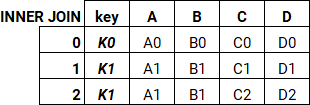 INNER JOIN key A B C D
0 K0 A0 B0 C0 D0
1 K1 A1 B1 C1 D1
2 K1 A1 B1 C2 D2